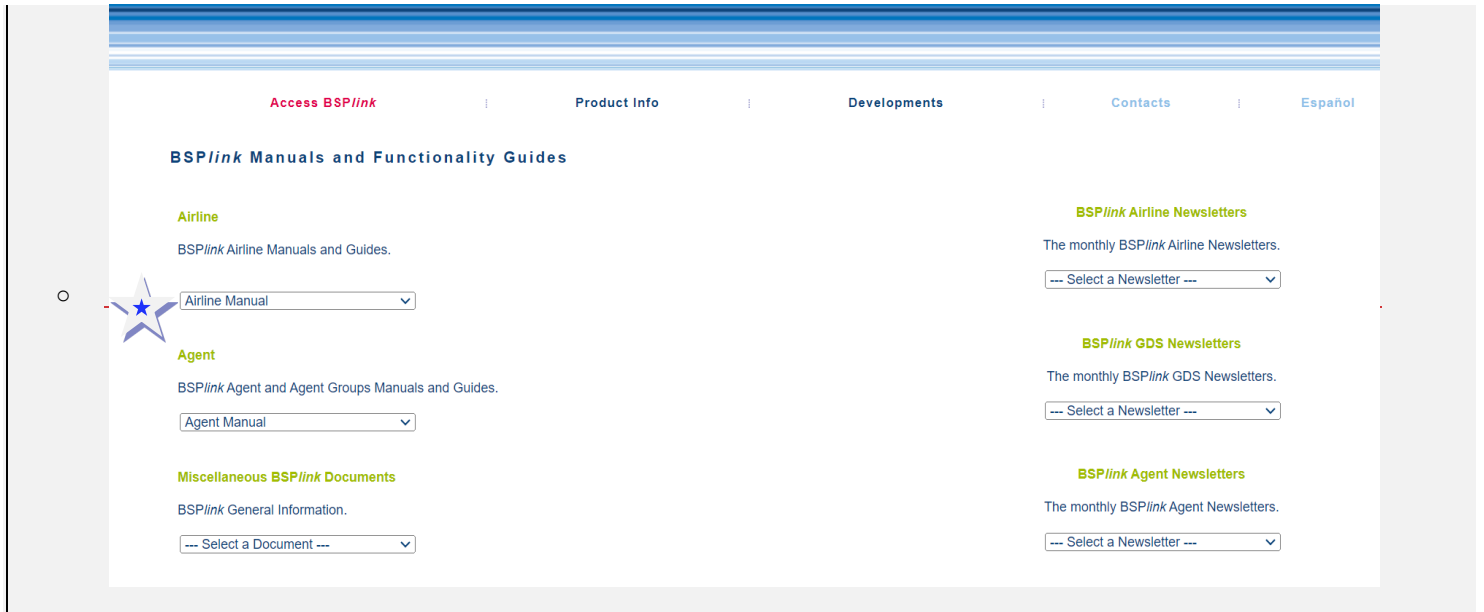 Access BSPlink
Product Info
Developments
Contacts
Español
BSPlink Manuals and Functionality Guides
Airline
BSPlink Airline Manuals and Guides.
Airline Manual
Agent
BSPlink Agent and Agent Groups Manuals and Guides.
Agent Manual
Miscellaneous BSPlink Documents
BSPlink General Information.
--- Select a Document ---
BSPlink Airline Newsletters
The monthly BSPlink Airline Newsletters.
--- Select a Newsletter ---
BSPlink GDS Newsletters
The monthly BSPlink GDS Newsletters.
--- Select a Newsletter ---
BSPlink Agent Newsletters
The monthly BSPlink Agent Newsletters.
--- Select a Newsletter ---